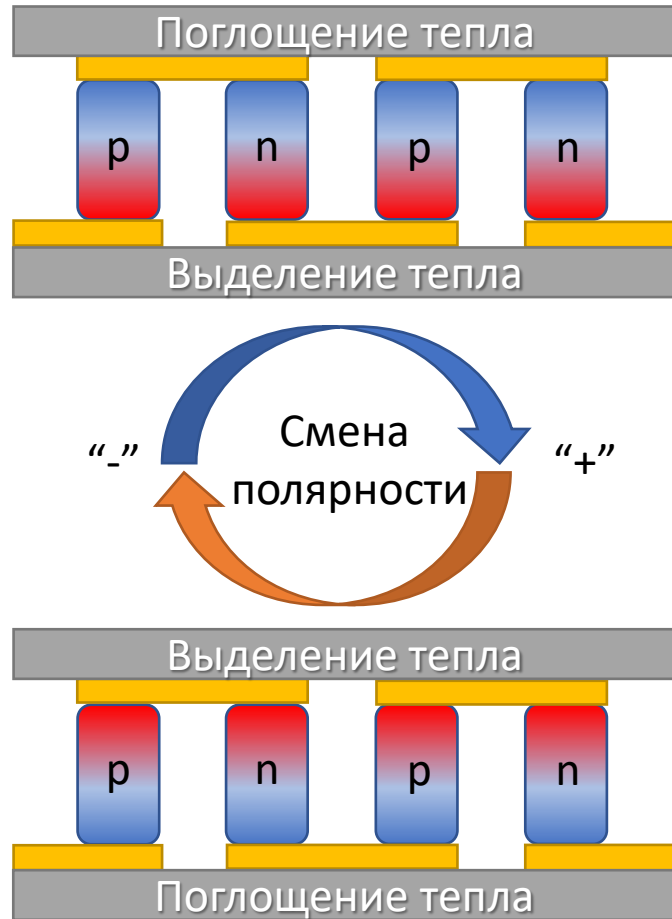 Поглощение тепла
p n p n
Выделение тепла
“-” Смена “+”
полярности
Выделение тепла
p n p n
Поглощение тепла